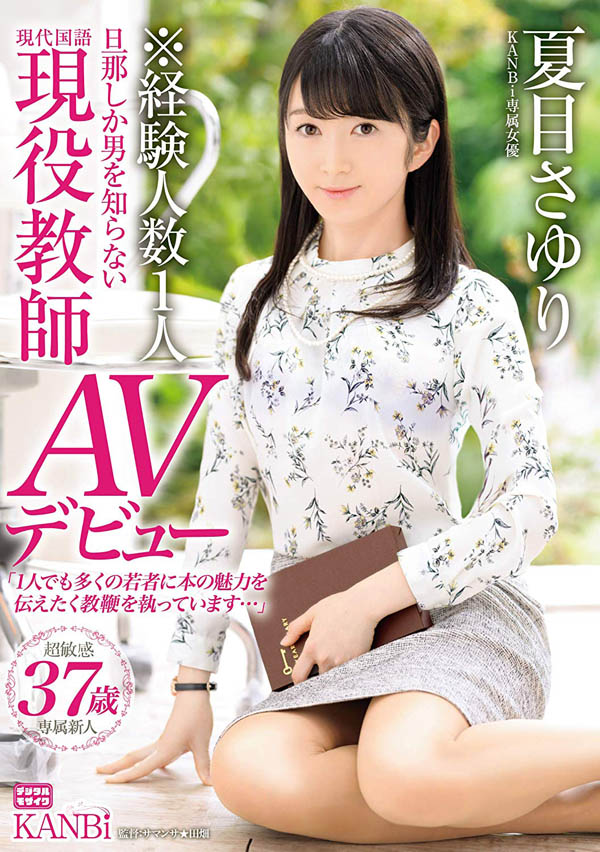 夏目さゆり
KANBi専属女優
※経験人数1人
旦那しか男を知らない
現代国語
現役教師
AV
デビュー
「1人でも多くの若者に本の魅力を
伝えたく教鞭を執っています…」
超敏感
37歳
専属新人
デジタル
モザイク
KANBi
監督:サマンサ★田畑